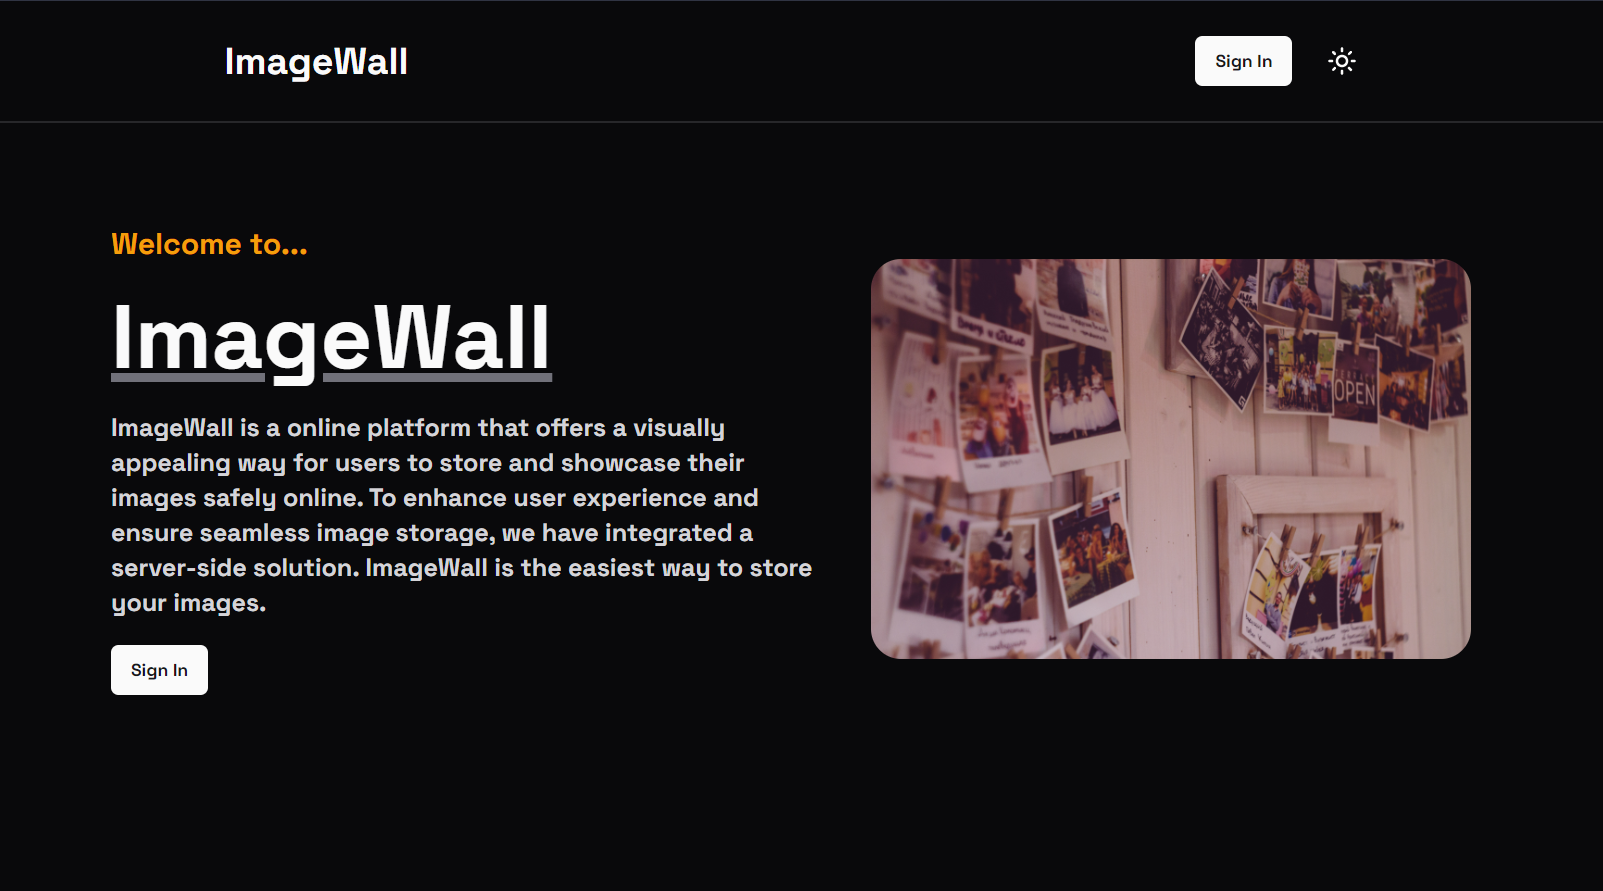 ImageWall
Sign In
Welcome to...
ImageWall
ImageWall is a online platform that offers a visually
appealing way for users to store and showcase their
images safely online. To enhance user experience and
ensure seamless image storage, we have integrated a
server-side solution. ImageWall is the easiest way to store
your images.
Sign In
OPEN